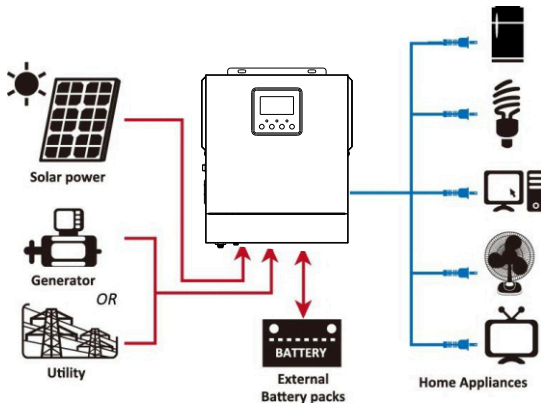 Solar power
Generator
OR
Utility
BATTERY
External
Battery packs
Home Appliances